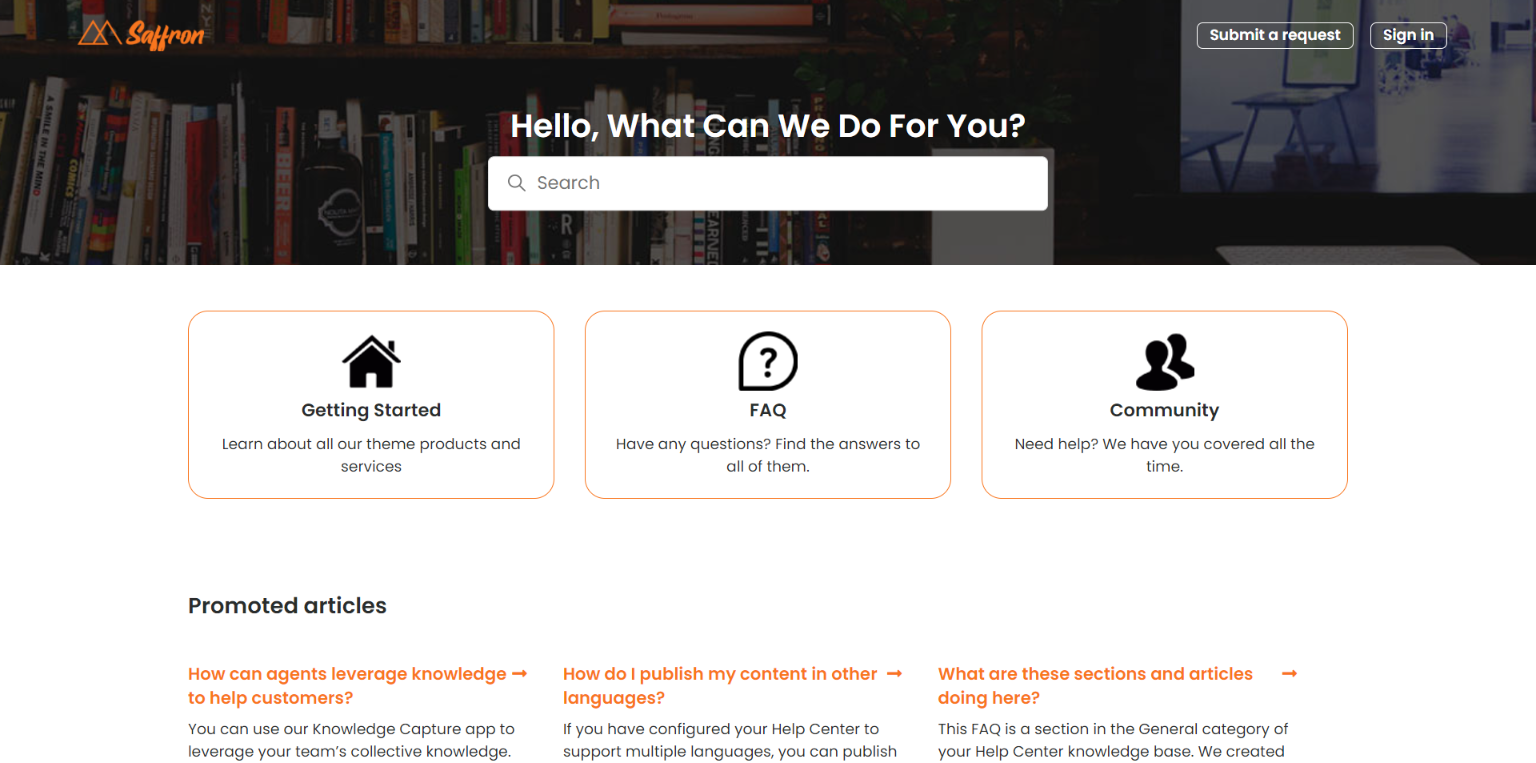 Saffron
Submit a request
Sign in
A SMILE IN THE MIND
COMICS
Hello, What Can We Do For You?
Search
Getting Started
Learn about all our theme products and
services
FAQ
Have any questions? Find the answers to
all of them.
Community
Need help? We have you covered all the
time.
Promoted articles
How can agents leverage knowledge
to help customers?
You can use our Knowledge Capture app to
leverage your team’s collective knowledge.
How do I publish my content in other
languages?
If you have configured your Help Center to
support multiple languages, you can publish
What are these sections and articles
doing here?
This FAQ is a section in the General category of
your Help Center knowledge base. We created